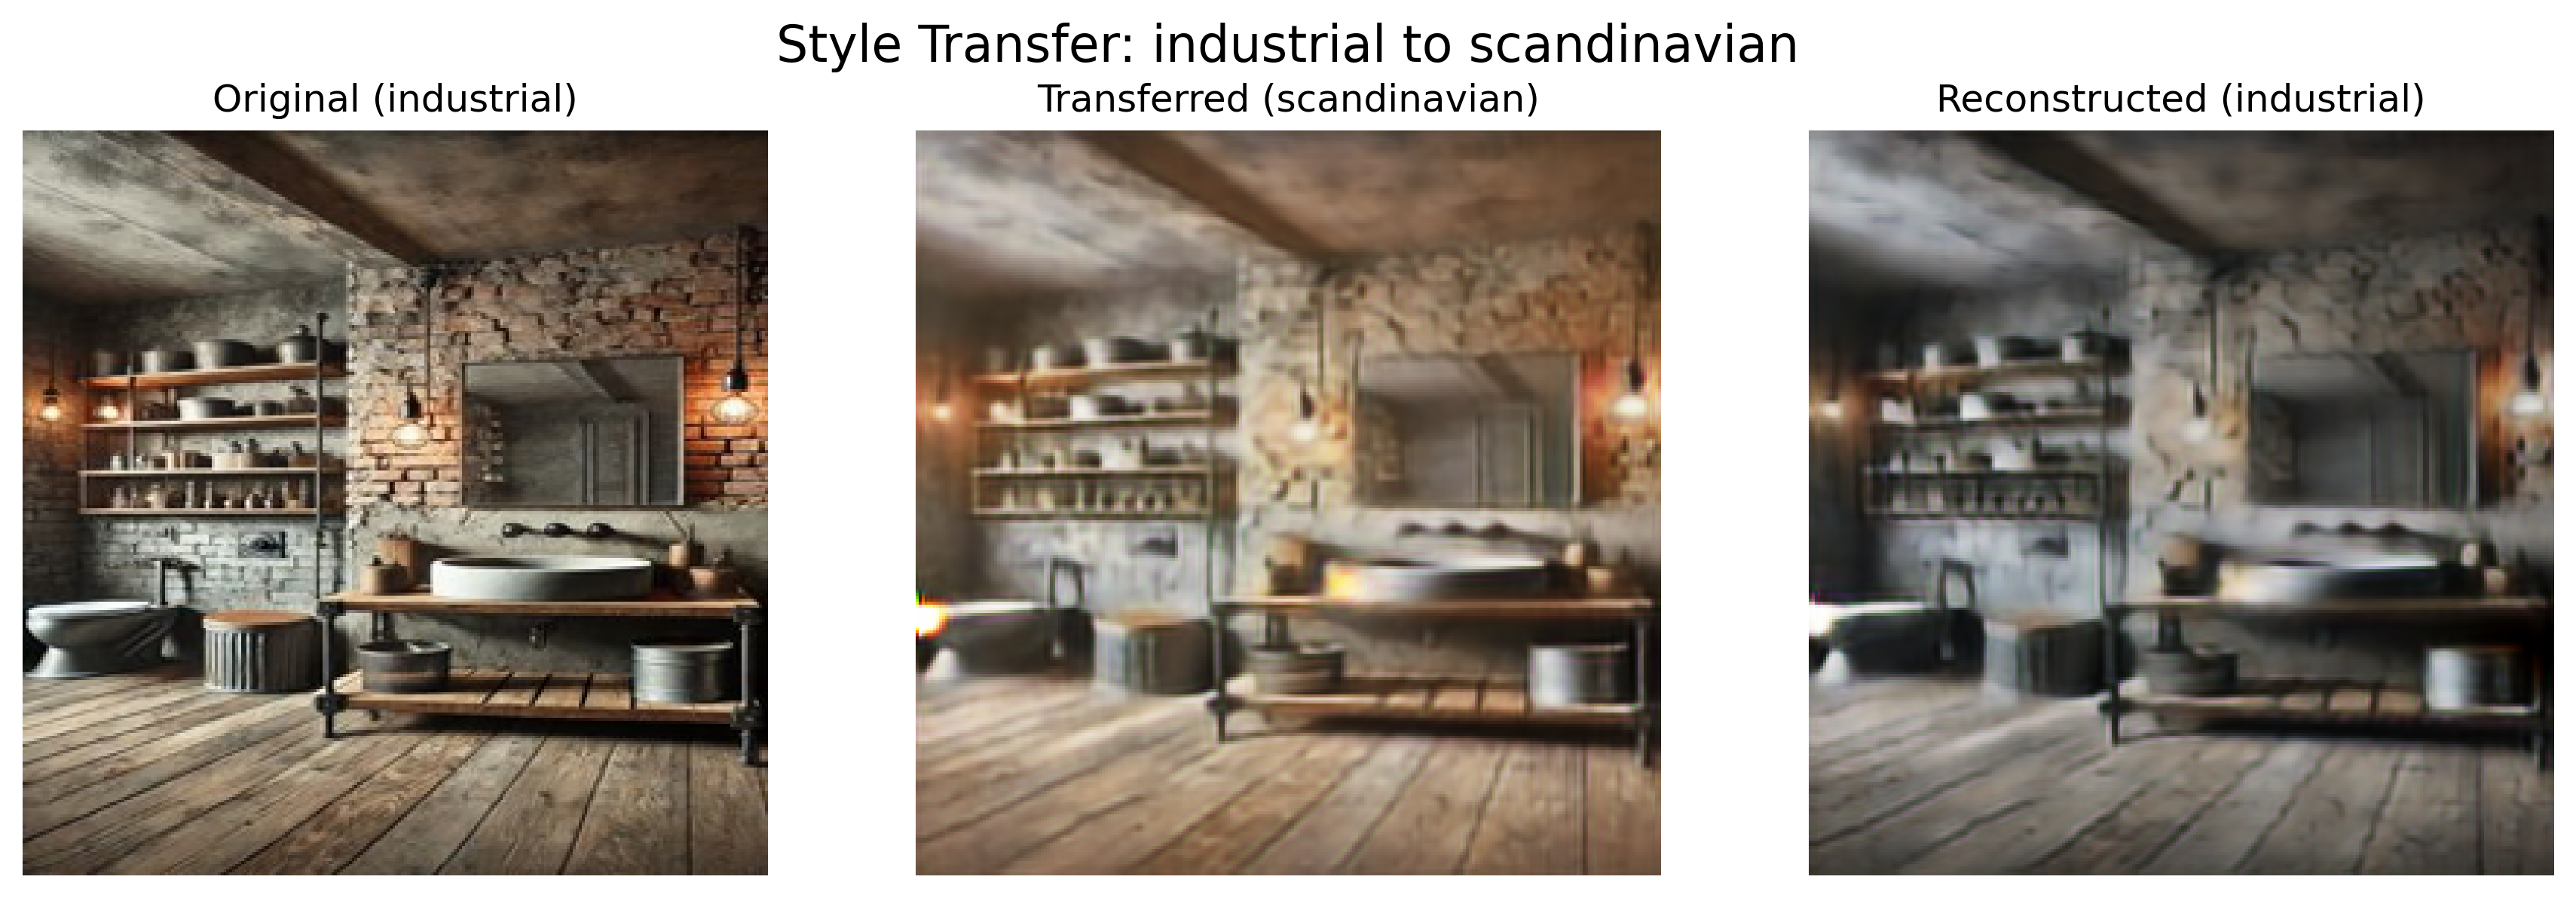 Style Transfer: industrial to scandinavian
Original (industrial)
Transferred (scandinavian)
Reconstructed (industrial)